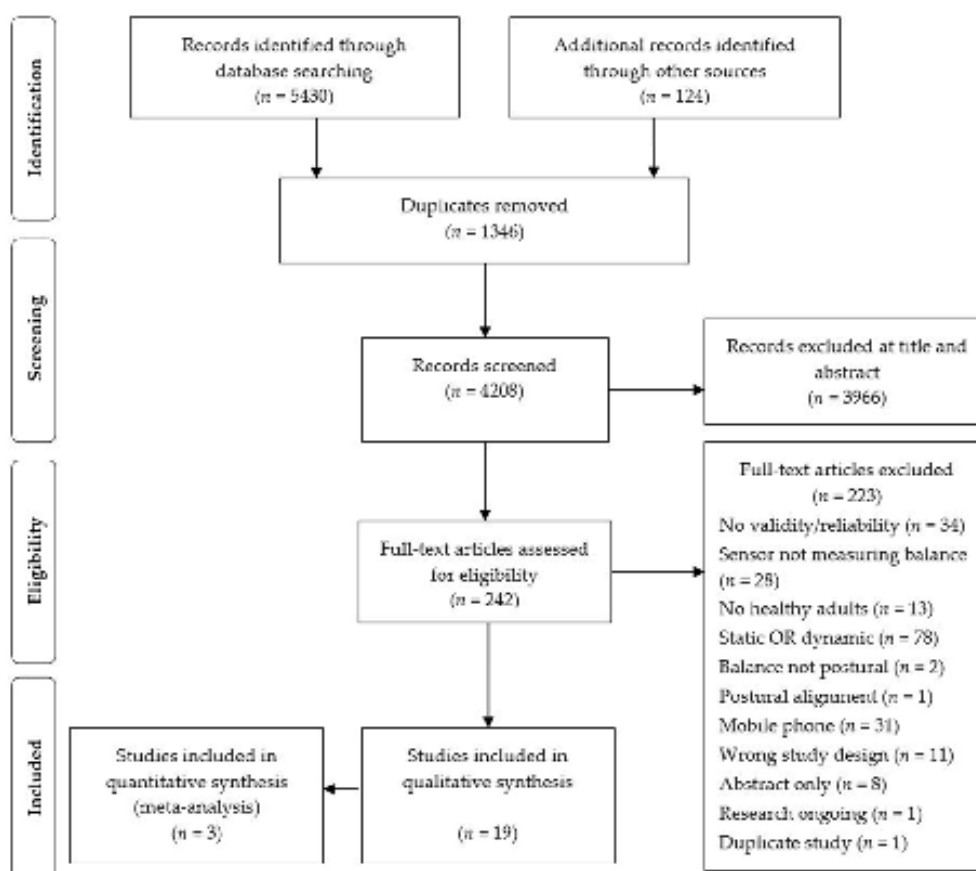 Identification
Records identified through
database searching
(n = 5430)
Additional records identified
through other sources
(n = 124)
Duplicates removed
(n = 1346)
Screening
Records screened
(n = 4208)
Records excluded at title and
abstract
(n = 3966)
Eligibility
Full-text articles assessed
for eligibility
(n = 242)
Full-text articles excluded
(n = 223)
No validity/reliability (n = 34)
Sensor not measuring balance
(n = 28)
No healthy adults (n = 13)
Static OR dynamic (n = 78)
Balance not postural (n = 2)
Postural alignment (n = 1)
Mobile phone (n = 31)
Wrong study design (n = 11)
Abstract only (n = 8)
Research ongoing (n = 1)
Duplicate study (n = 1)
Included
Studies included in
quantitative synthesis
(meta-analysis)
(n = 3)
Studies included in
qualitative synthesis
(n = 19)